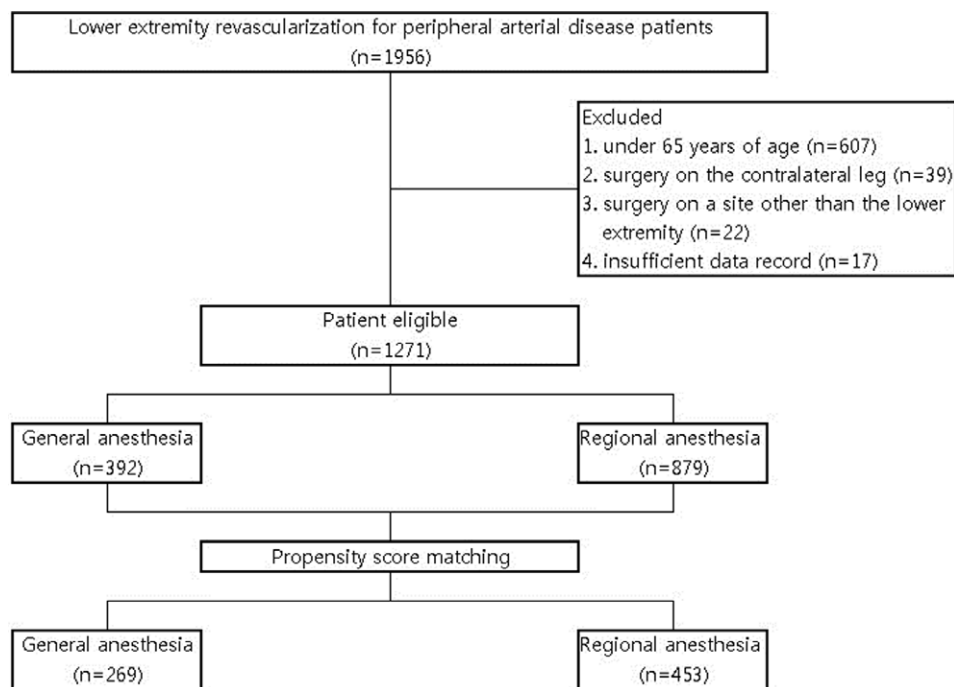 Lower extremity revascularization for peripheral arterial disease patients
(n=1956)
Excluded
1. under 65 years of age (n=607)
2. surgery on the contralateral leg (n=39)
3. surgery on a site other than the lower
extremity (n=22)
4. insufficient data record (n=17)
Patient eligible
(n=1271)
General anesthesia
(n=392)
Regional anesthesia
(n=879)
Propensity score matching
General anesthesia
(n=269)
Regional anesthesia
(n=453)